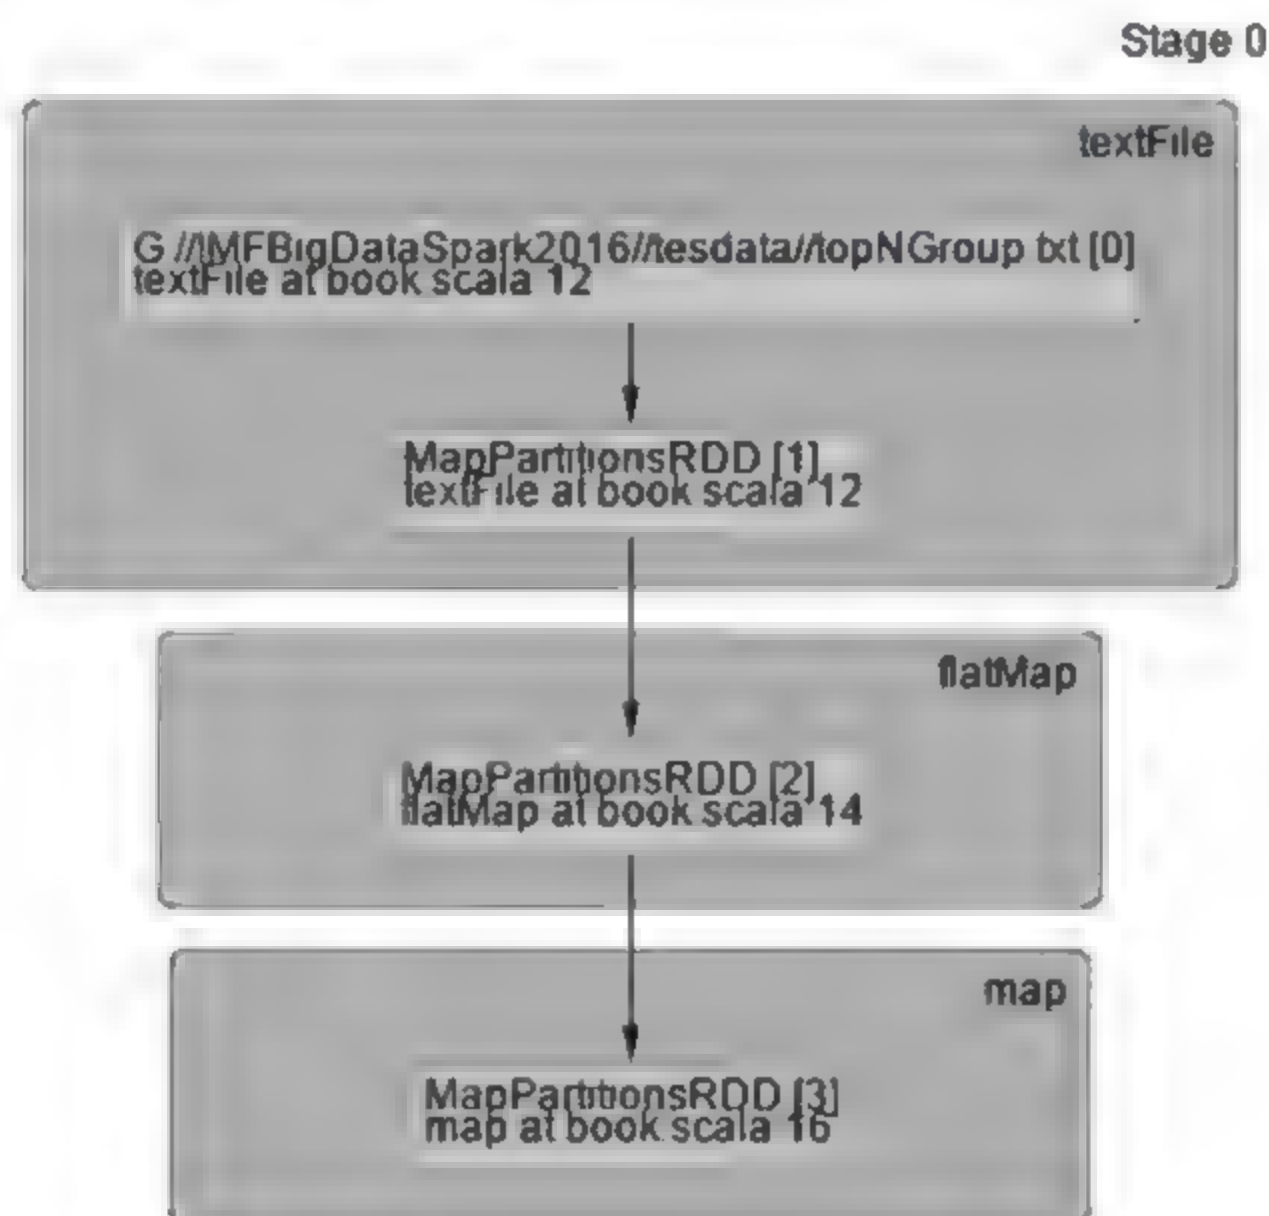 Stage 0
textFile
G //IMFBigDataSpark2016//tesdata//topNGroup txt [0]
textFile at book scala 12
MapPartitionsRDD [1]
textFile at book scala 12
flatMap
MapPartitionsRDD [2]
flatMap at book scala 14
map
MapPartitionsRDD [3]
map at book scala 16